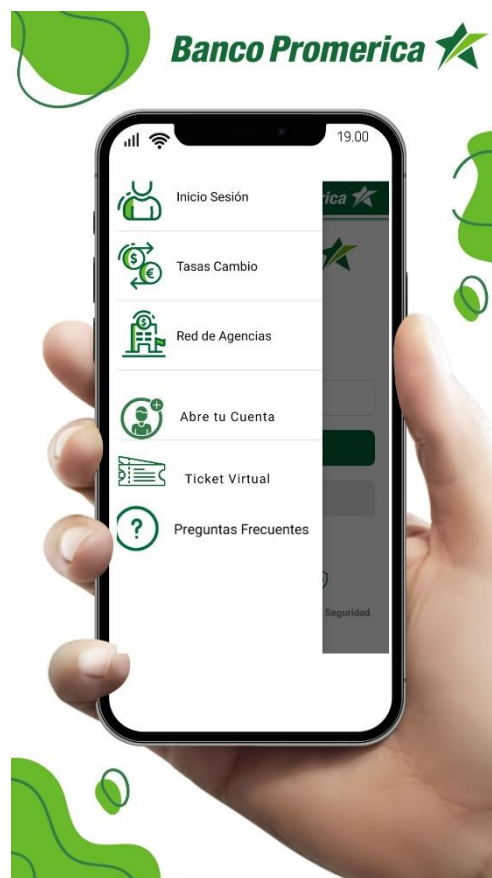 Banco Promerica
19.00
Inicio Sesión
rica
Tasas Cambio
Red de Agencias
Abre tu Cuenta
Ticket Virtual
Preguntas Frecuentes
Seguridad